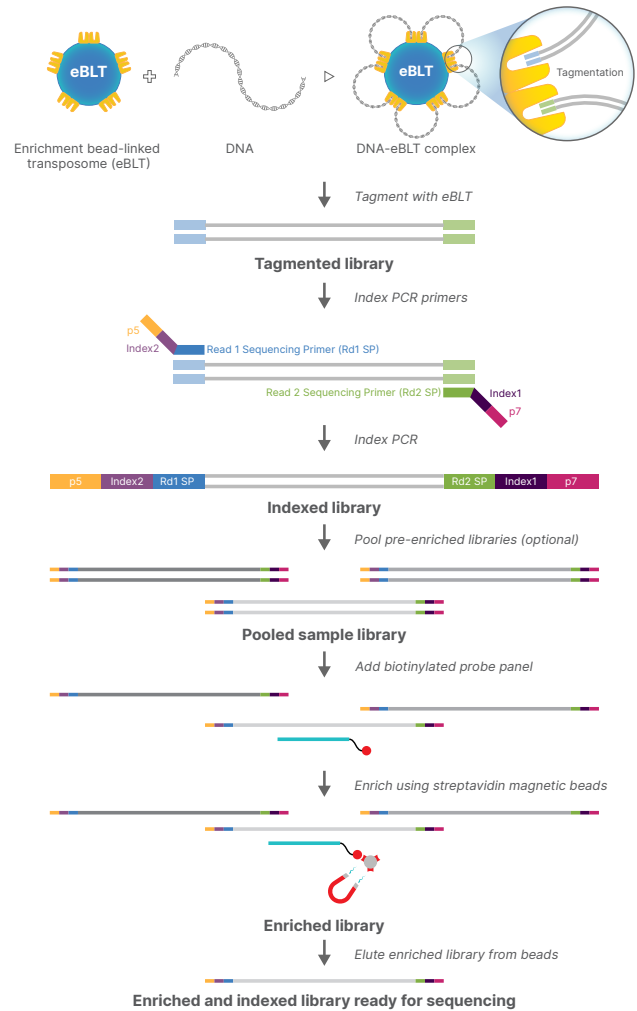 eBLT
eBLT
Tagmentation
Enrichment bead-linked
transposome (eBLT)
DNA
DNA-eBLT complex
Tagment with eBLT
Tagmented library
Index PCR primers
p5
Index2
Read 1 Sequencing Primer (Rd1 SP)
Read 2 Sequencing Primer (Rd2 SP)
Index1
p7
Index PCR
p5 Index2 Rd1 SP Rd2 SP Index1 p7
Indexed library
Pool pre-enriched libraries (optional)
Pooled sample library
Add biotinylated probe panel
Enrich using streptavidin magnetic beads
Enriched library
Elute enriched library from beads
Enriched and indexed library ready for sequencing